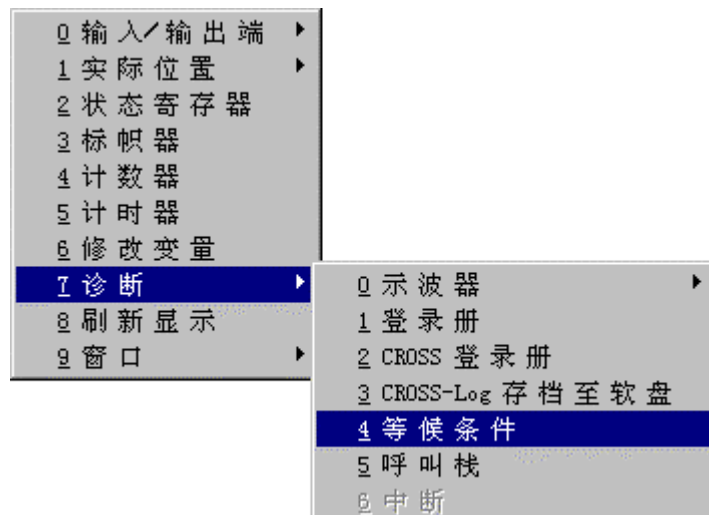 0 输入/输出端
1 实际位置
2 状态寄存器
3 标帜器
4 计数器
5 计时器
6 修改变量
7 诊断
8 刷新显示
9 窗口
0 示波器
1 登录册
2 CROSS 登录册
3 CROSS-Log 存档至软盘
4 等候条件
5 呼叫栈
6 中断